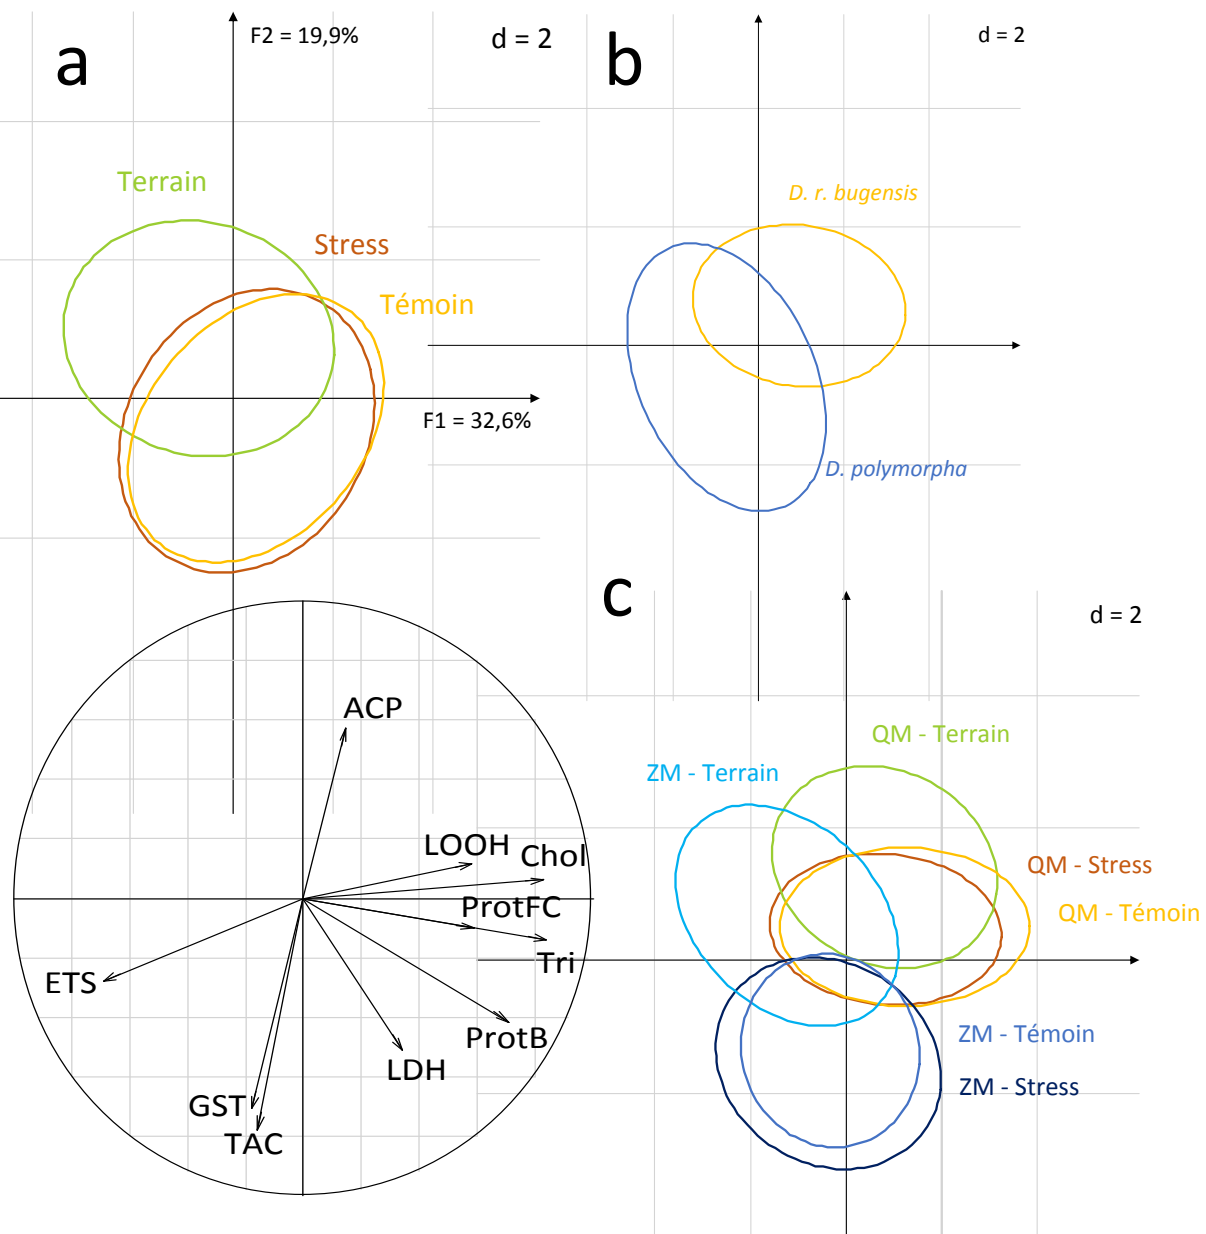 a
F2 = 19,9%
d = 2
Terrain
Stress
Témoin
F1 = 32,6%
b
d = 2
D. r. bugensis
D. polymorpha
ACP
LOOH
Chol
ProtFC
Tri
ETS
ProtB
LDH
GST
TAC
c
d = 2
QM - Terrain
ZM - Terrain
QM - Stress
QM - Témoin
ZM - Témoin
ZM - Stress